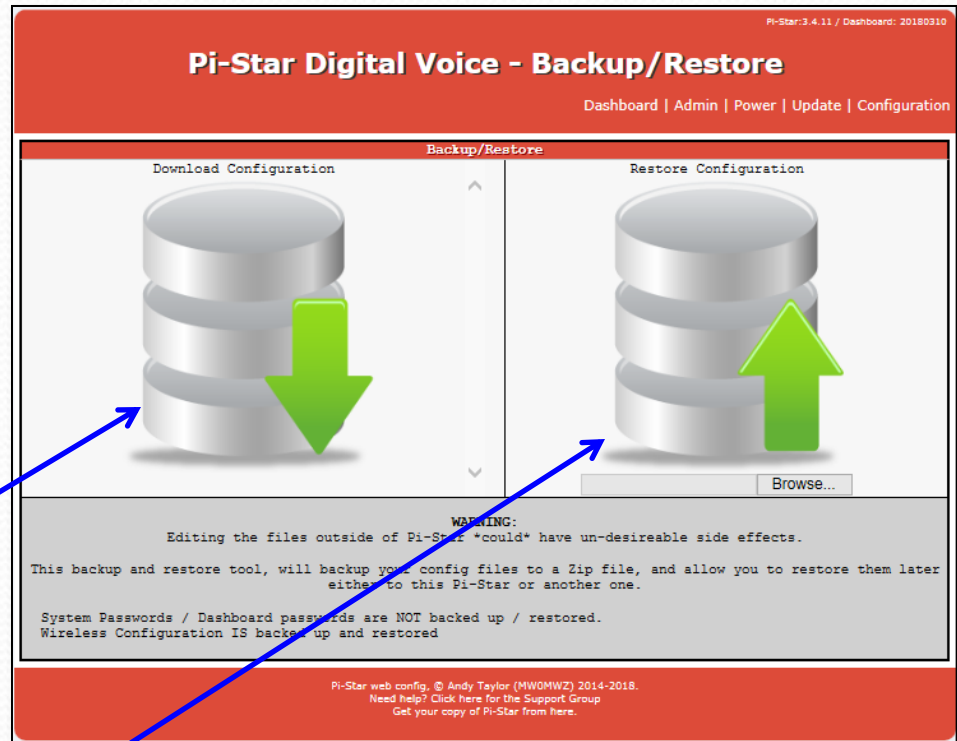 Pi-Star:3.4.11 / Dashboard: 20180310
Pi-Star Digital Voice - Backup/Restore
Dashboard | Admin | Power | Update | Configuration
Backup/Restore
Download Configuration
Restore Configuration
Browse...
WARNING:
Editing the files outside of Pi-Star *could* have un-desireable side effects.
This backup and restore tool, will backup your config files to a Zip file, and allow you to restore them later
either to this Pi-Star or another one.
System Passwords / Dashboard passwords are NOT backed up / restored.
Wireless Configuration IS backed up and restored
Pi-Star web config, © Andy Taylor (MW0MWZ) 2014-2018.
Need help? Click here for the Support Group
Get your copy of Pi-Star from here.